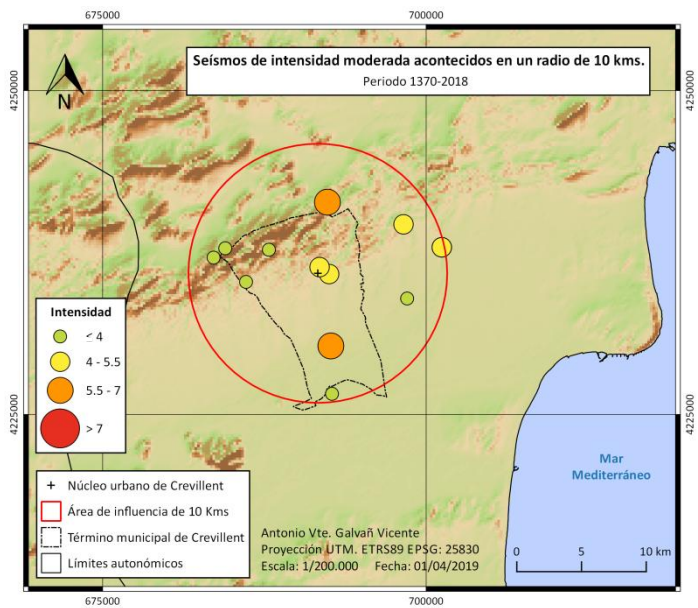 675000
700000
Seísmos de intensidad moderada acontecidos en un radio de 10 kms.
Periodo 1370-2018
N
4250000
4250000
Intensidad
≤ 4
4 - 5.5
5.5 - 7
> 7
4225000
4225000
Núcleo urbano de Crevillent
Área de influencia de 10 Kms
Término municipal de Crevillent
Límites autonómicos
Antonio Vte. Galvañ Vicente
Proyección UTM. ETRS89 EPSG: 25830
Escala: 1/200.000 Fecha: 01/04/2019
Mar
Mediterráneo
0 5 10 km
675000
700000